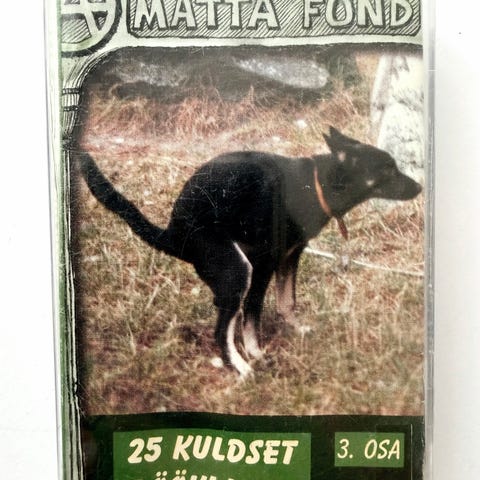 MATTA FOND
25 KULDSET
3. OSA